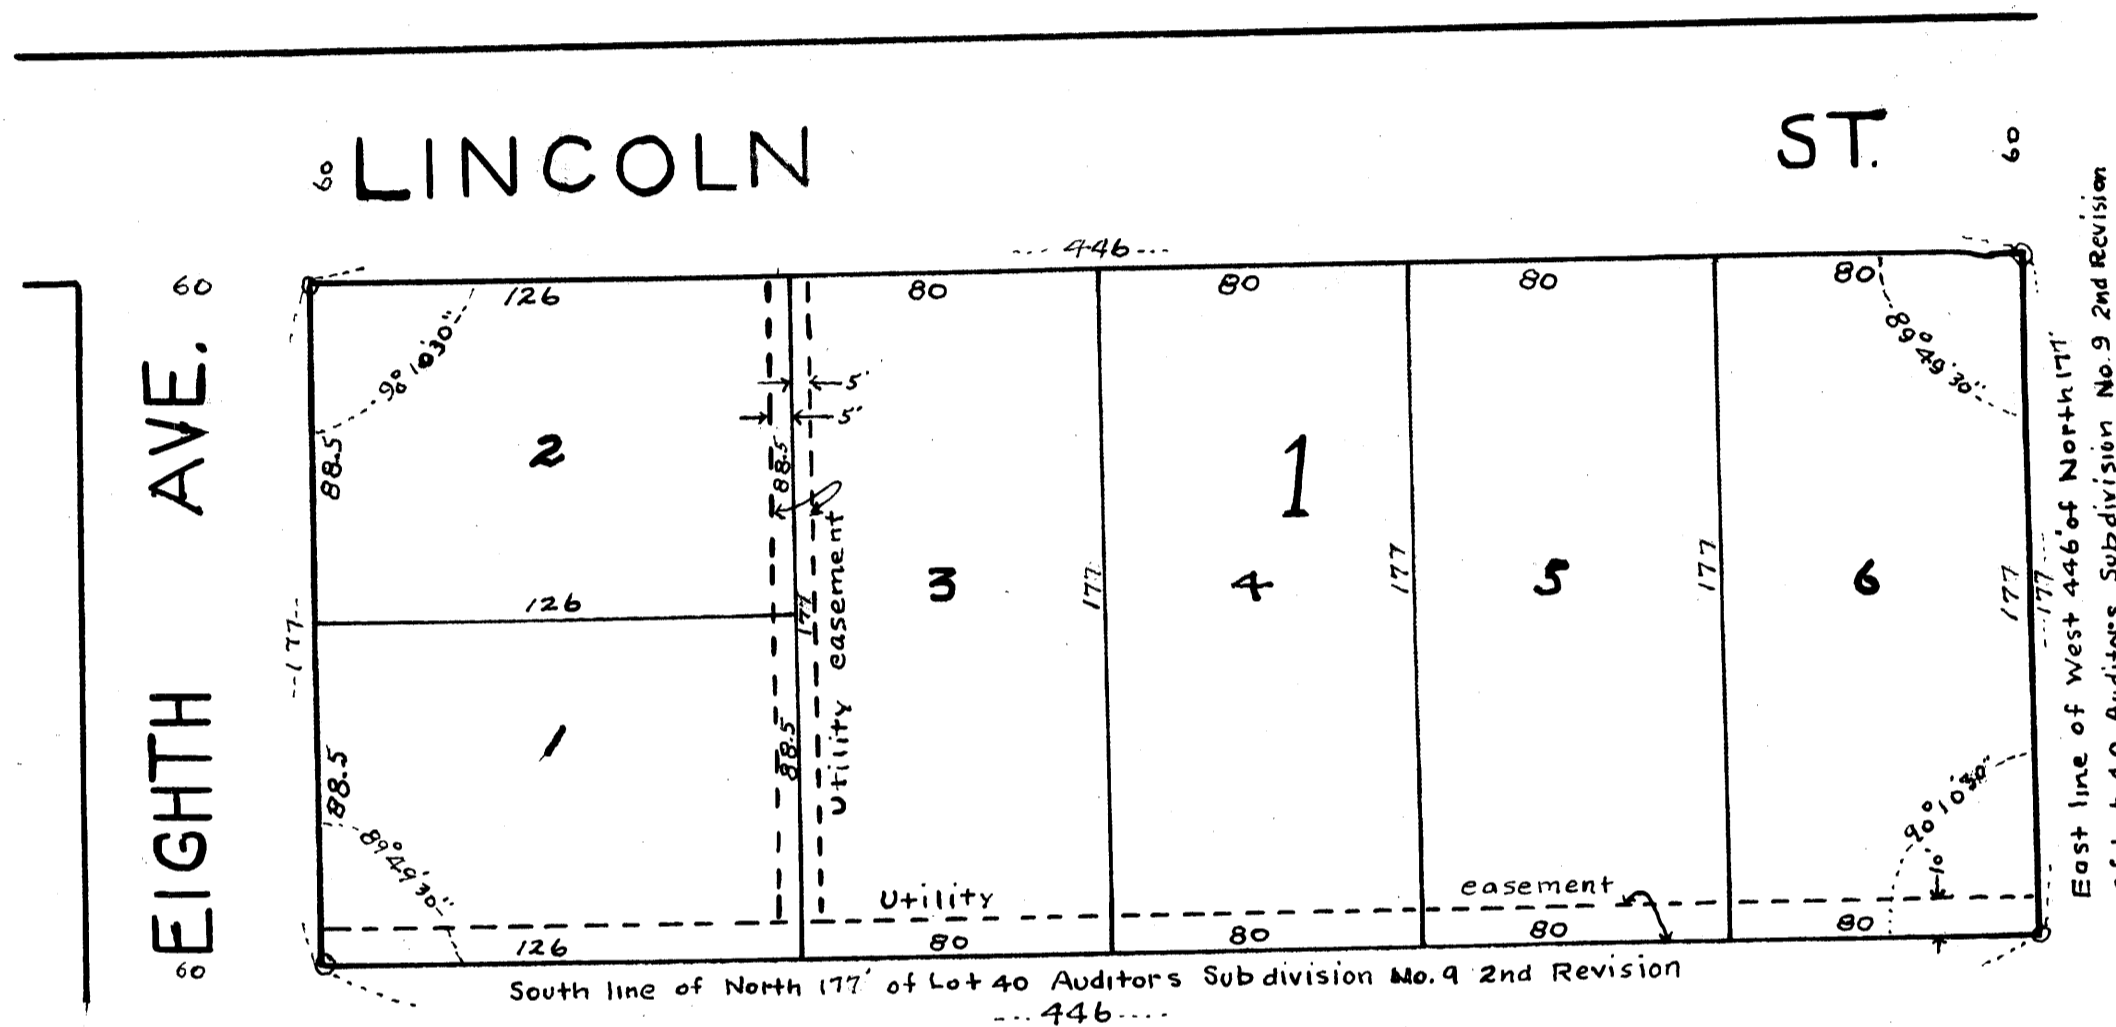 LINCOLN ST.
60
60
--- 446 ---
60
126
80
80
80
80
90° 10' 30"
89° 49' 30"
5'
5'
AVE.
88.5'
2
88.5
1
Utility easement
3
4
5
6
177
177
177
177
177
--177--
---177---
126
EIGHTH
1
88.5
88.5
89° 49' 30"
90° 10' 30"
10'
Utility easement
60
126
80
80
80
80
South line of North 177' of Lot 40 Auditors Subdivision No. 9 2nd Revision
--- 446 ----
East line of West 446' of North 177'
Auditors Subdivision No. 9 2nd Revision